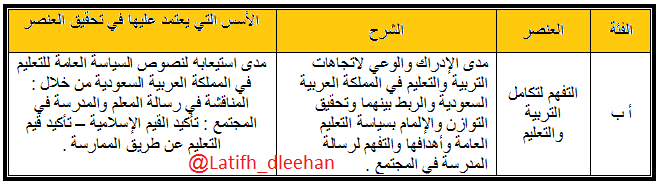 الفئة
العنصر
الشرح
الأسس التي يعتمد عليها في تحقيق العنصر
أ ب
التفهم لتكامل
التربية
والتعليم
مدى الإدراك والوعي لاتجاهات
التربية والتعليم في المملكة العربية
السعودية والربط بينهما وتحقيق
التوازن والإلمام بسياسة التعليم
العامة وأهدافها والتفهم لرسالة
المدرسة في المجتمع .
مدى استيعابه لنصوص السياسة العامة للتعليم
في المملكة العربية السعودية من خلال :
المناقشة في رسالة المعلم والمدرسة في
المجتمع : تأكيد القيم الإسلامية – تأكيد قيم
التعليم عن طريق الممارسة .
@Latifh_dleehan